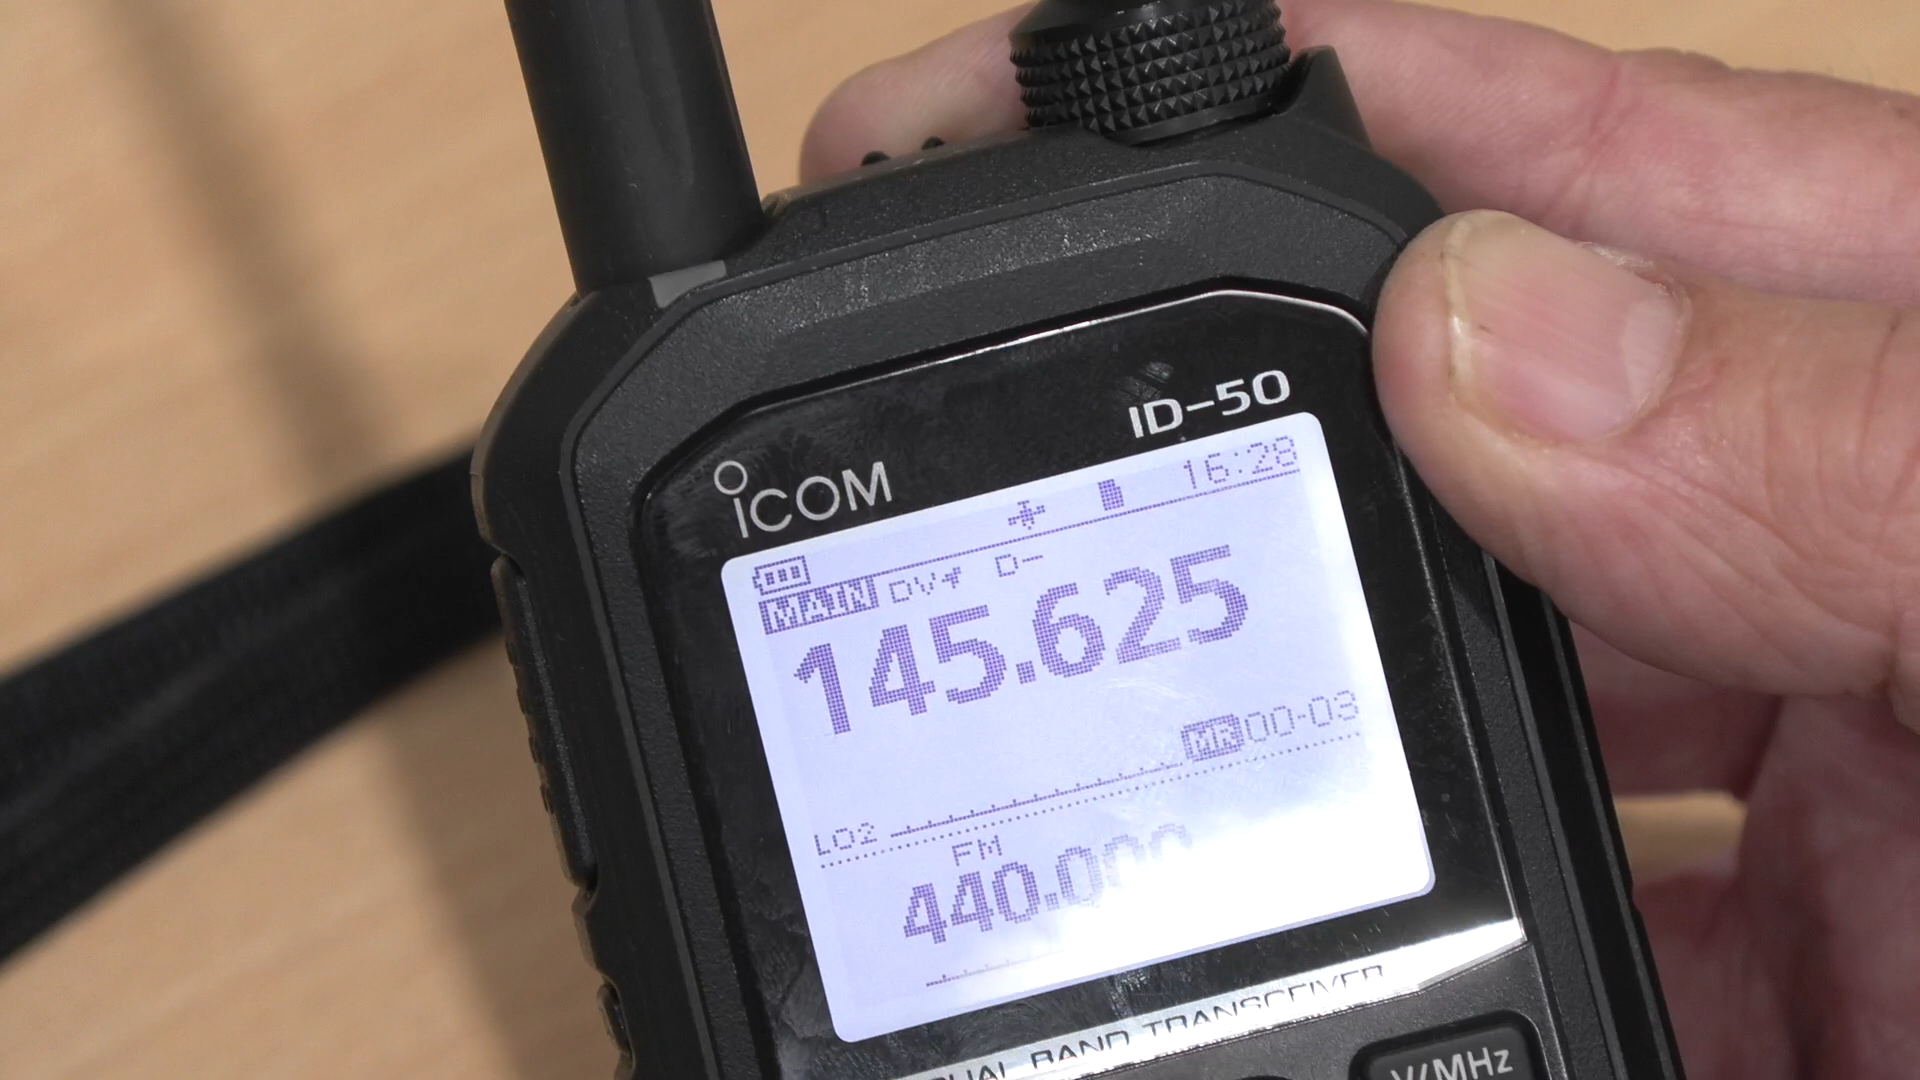 ID-50
ICOM
16:28
MAIN DV D-
145.625
MR 00-03
LO2
FM
440.000
DUAL BAND TRANSCEIVER
V/MHz